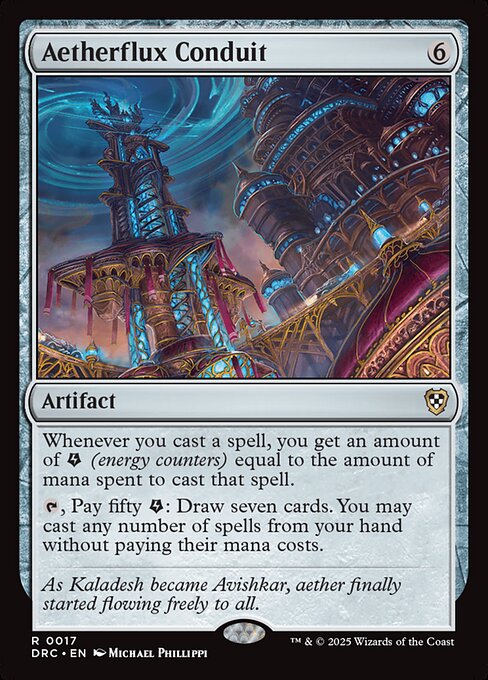 Aetherflux Conduit 6
Artifact
Whenever you cast a spell, you get an amount
of (energy counters) equal to the amount of
mana spent to cast that spell.
, Pay fifty : Draw seven cards. You may
cast any number of spells from your hand
without paying their mana costs.
As Kaladesh became Avishkar, aether finally
started flowing freely to all.
R 0017
DRC • EN Michael Phillippi
™ & © 2025 Wizards of the Coast